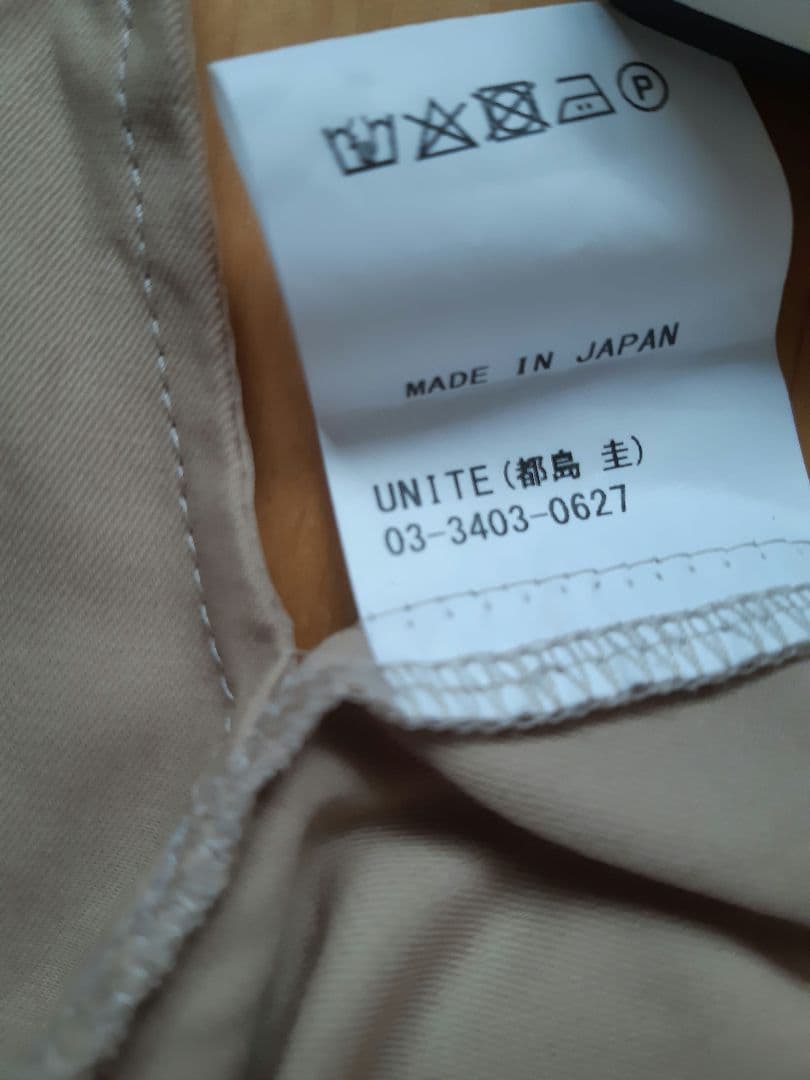 P
MADE IN JAPAN
UNITE(都島 圭)
03-3403-0627